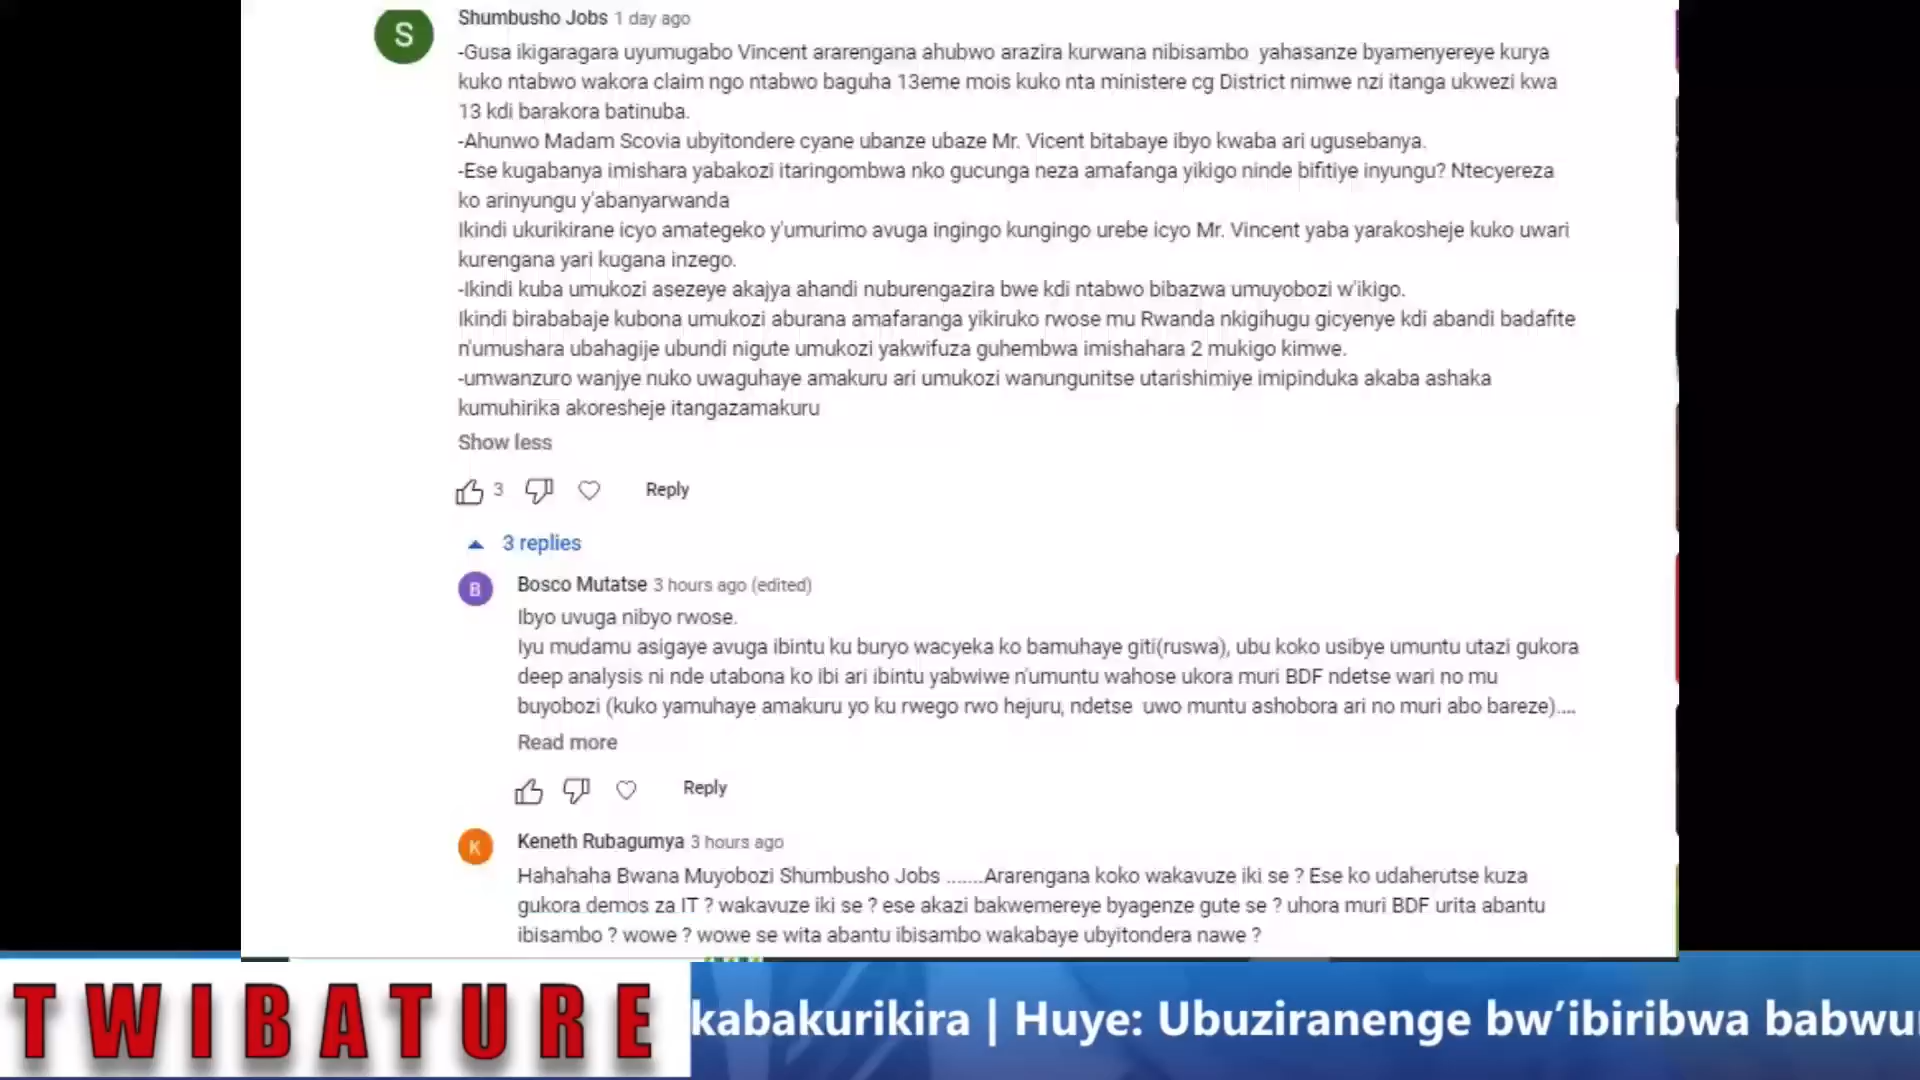 S
Shumbusho Jobs 1 day ago
-Gusa ikigaragara uyumugabo Vincent ararengana ahubwo arazira kurwana nibisambo yahasanze byamenyereye kurya
kuko ntabwo wakora claim ngo ntabwo baguha 13eme mois kuko nta ministere cg District nimwe nzi itanga ukwezi kwa
13 kdi barakora batinuba.
-Ahunwo Madam Scovia ubyitondere cyane ubanze ubaze Mr. Vicent bitabaye ibyo kwaba ari ugusebanya.
-Ese kugabanya imishara yabakozi itaringombwa nko gucunga neza amafanga yikigo ninde bifitiye inyungu? Ntecyereza
ko arinyungu y'abanyarwanda
Ikindi ukurikirane icyo amategeko y'umurimo avuga ingingo kungingo urebe icyo Mr. Vincent yaba yarakosheje kuko uwari
kurengana yari kugana inzego.
-Ikindi kuba umukozi asezeye akajya ahandi nuburengazira bwe kdi ntabwo bibazwa umuyobozi w'ikigo.
Ikindi birababaje kubona umukozi aburana amafaranga yikiruko rwose mu Rwanda nkigihugu gicyenye kdi abandi badafite
n'umushara ubahagije ubundi nigute umukozi yakwifuza guhembwa imishahara 2 mukigo kimwe.
-umwanzuro wanjye nuko uwaguhaye amakuru ari umukozi wanungunitse utarishimiye imipinduka akaba ashaka
kumuhirika akoresheje itangazamakuru
Show less
3 Reply
3 replies
B
Bosco Mutatse 3 hours ago (edited)
Ibyo uvuga nibyo rwose.
Iyu mudamu asigaye avuga ibintu ku buryo wacyeka ko bamuhaye giti(ruswa), ubu koko usibye umuntu utazi gukora
deep analysis ni nde utabona ko ibi ari ibintu yabwiwe n'umuntu wahose ukora muri BDF ndetse wari no mu
buyobozi (kuko yamuhaye amakuru yo ku rwego rwo hejuru, ndetse uwo muntu ashobora ari no muri abo bareze)....
Read more
Reply
K
Keneth Rubagumya 3 hours ago
Hahahaha Bwana Muyobozi Shumbusho Jobs .......Ararengana koko wakavuze iki se ? Ese ko udaherutse kuza
gukora demos za IT ? wakavuze iki se ? ese akazi bakwemereye byagenze gute se ? uhora muri BDF urita abantu
ibisambo ? wowe ? wowe se wita abantu ibisambo wakabaye ubyitondera nawe ?
TWIBATURE
kabakurikira | Huye: Ubuziranenge bw'ibiribwa babwu